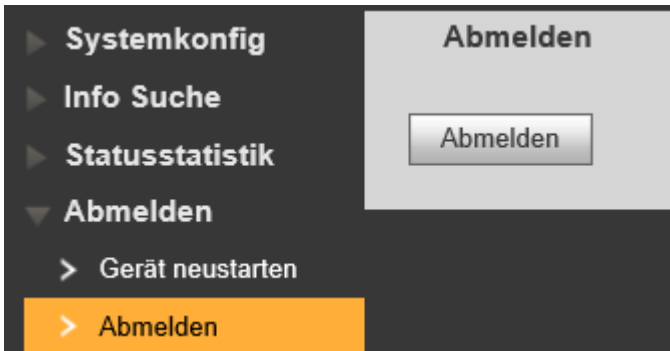 Systemkonfig
Info Suche
Statusstatistik
Abmelden
Gerät neustarten
Abmelden
Abmelden
Abmelden